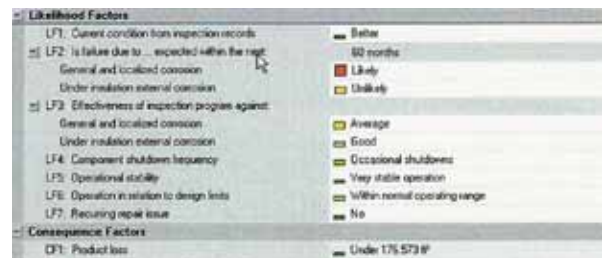 Likelihood Factors
LF1: Current condition from inspection records Better
LF2: Is failure due to ... expected within the next: 60 months
General and localized corrosion Likely
Under insulation external corrosion Unlikely
LF3: Effectiveness of inspection program against:
General and localized corrosion Average
Under insulation external corrosion Good
LF4: Component shutdown frequency Occasional shutdowns
LF5: Operational stability Very stable operation
LF6: Operation in relation to design limits Within normal operating range
LF7: Recurring repair issue No
Consequence Factors
CF1: Product loss Under 176.573 ft³